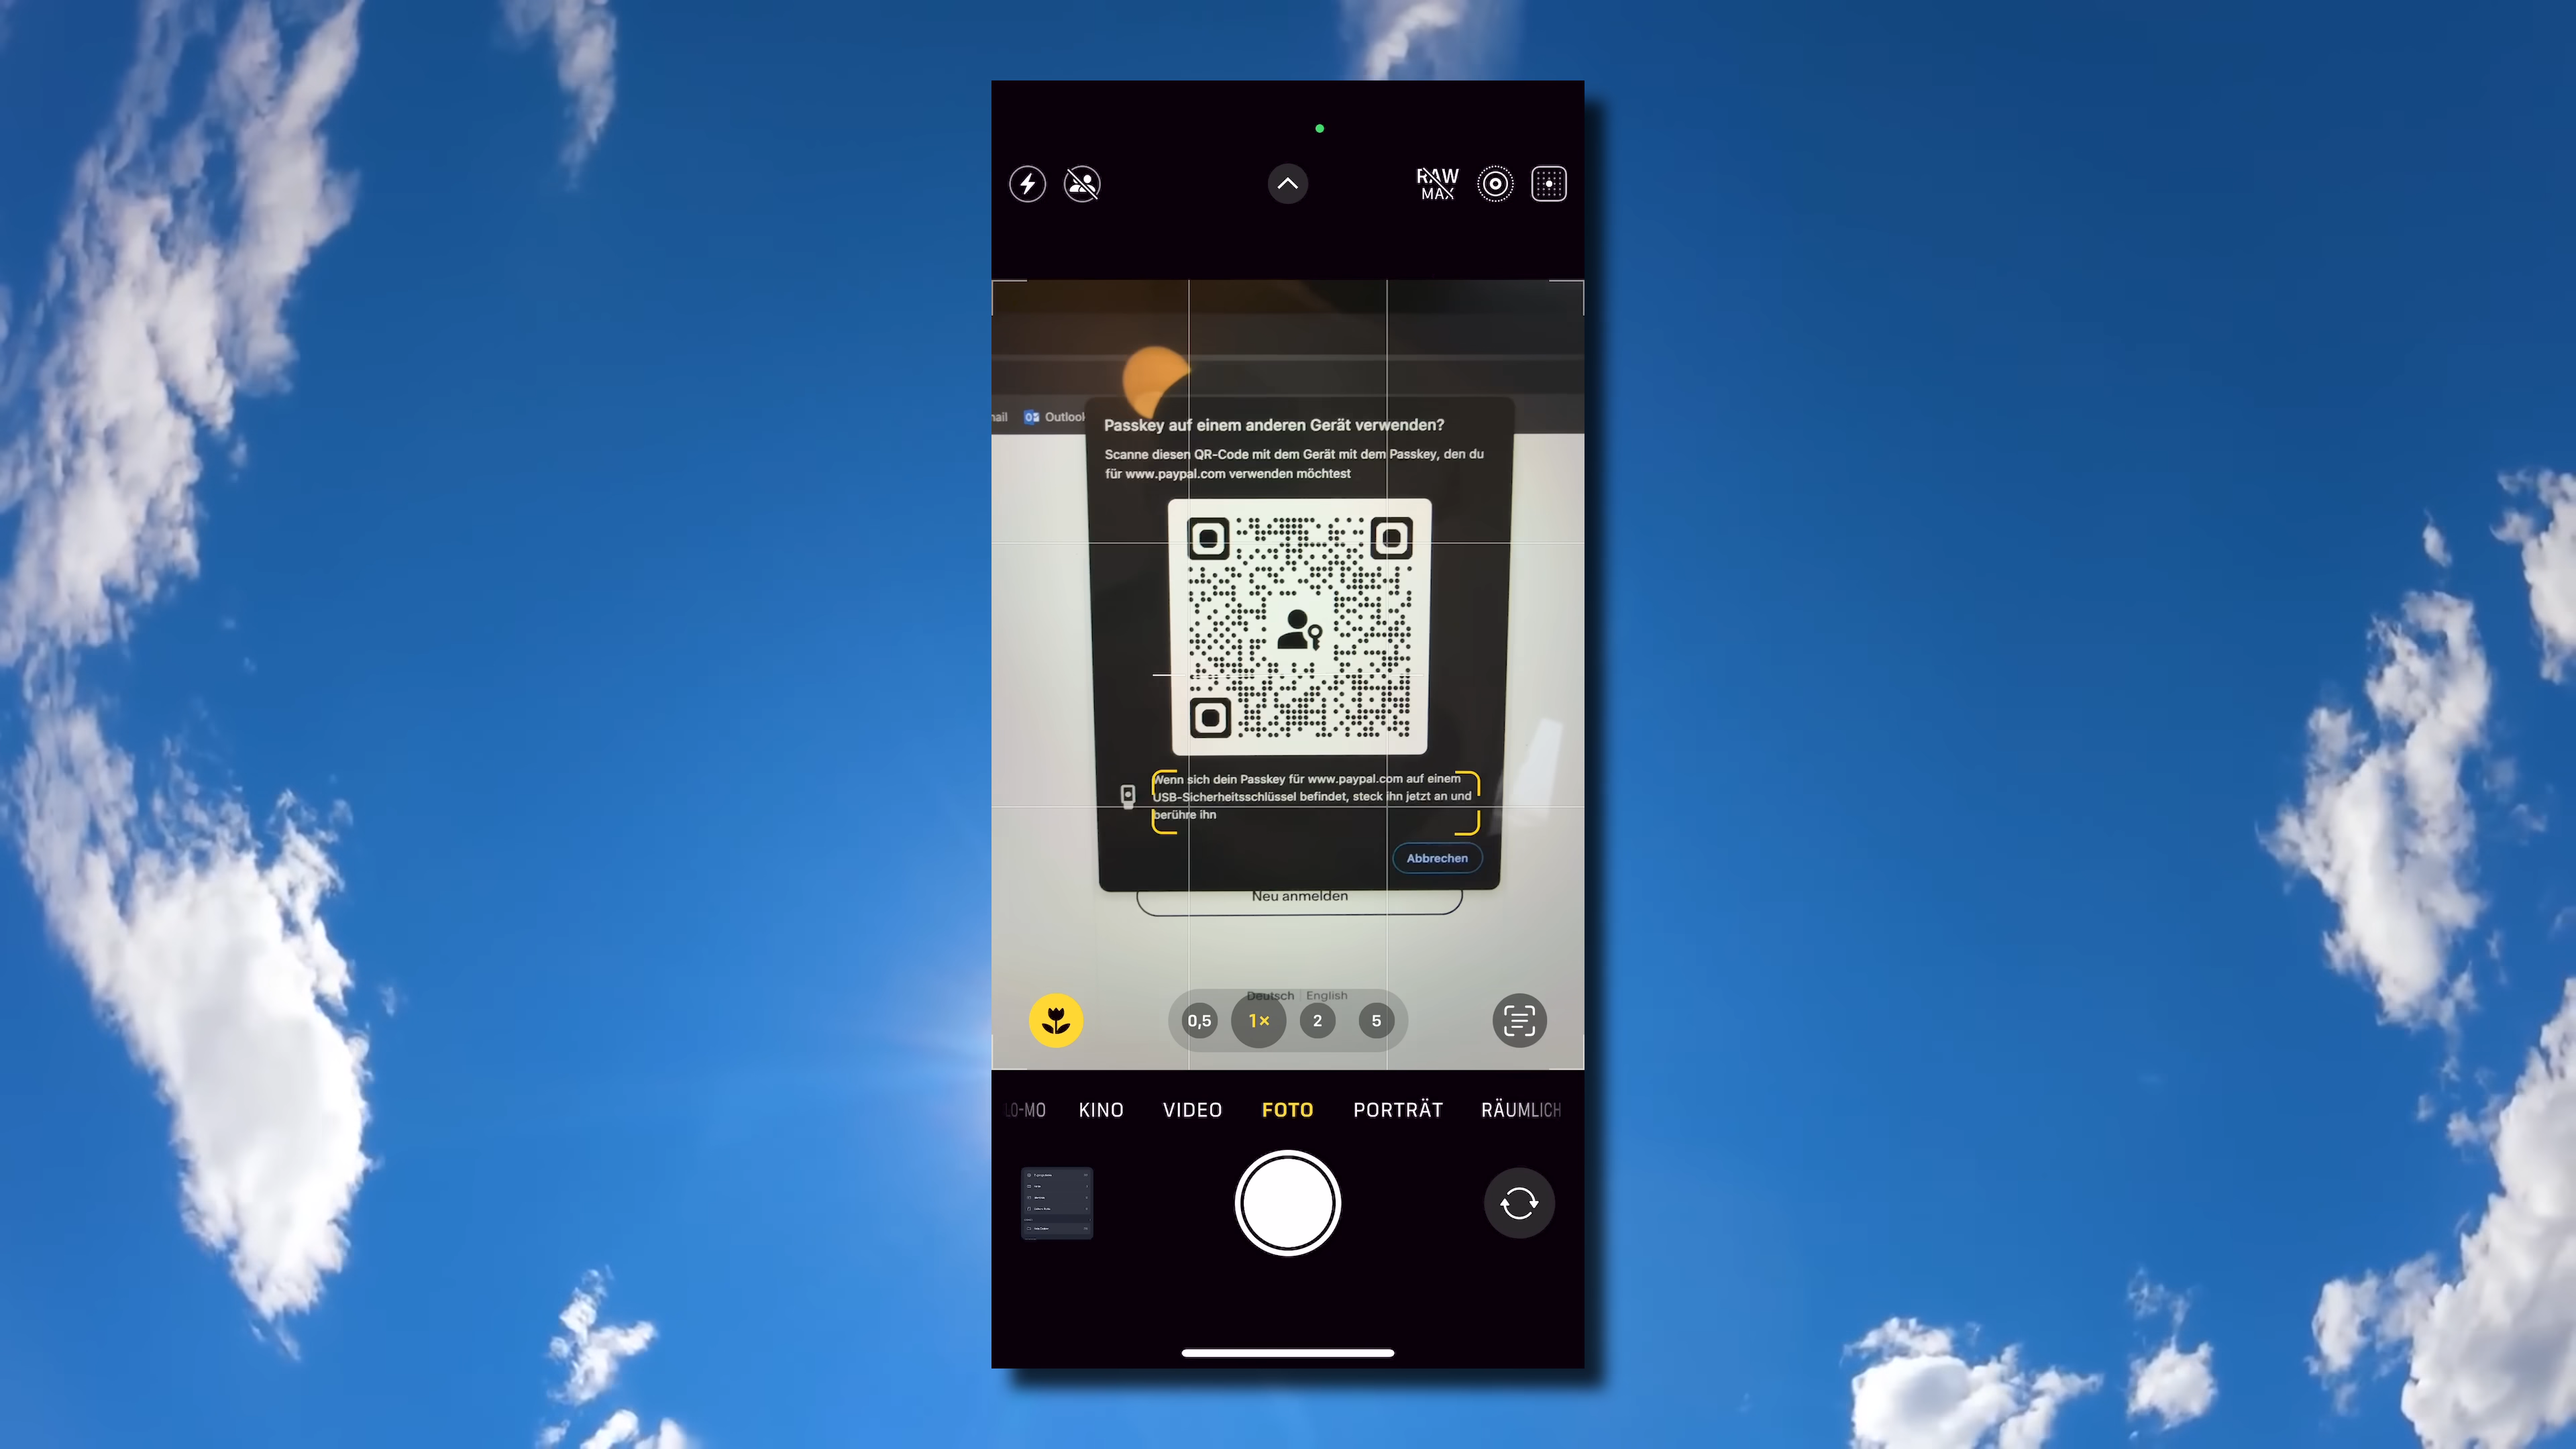 RAW
MAX
ail Outlook
Passkey auf einem anderen Gerät verwenden?
Scanne diesen QR-Code mit dem Gerät mit dem Passkey, den du
für www.paypal.com verwenden möchtest
Wenn sich dein Passkey für www.paypal.com auf einem
USB-Sicherheitsschlüssel befindet, steck ihn jetzt an und
berühre ihn
Abbrechen
Neu anmelden
Deutsch English
0,5 1× 2 5
LO-MO KINO VIDEO FOTO PORTRÄT RÄUMLICH